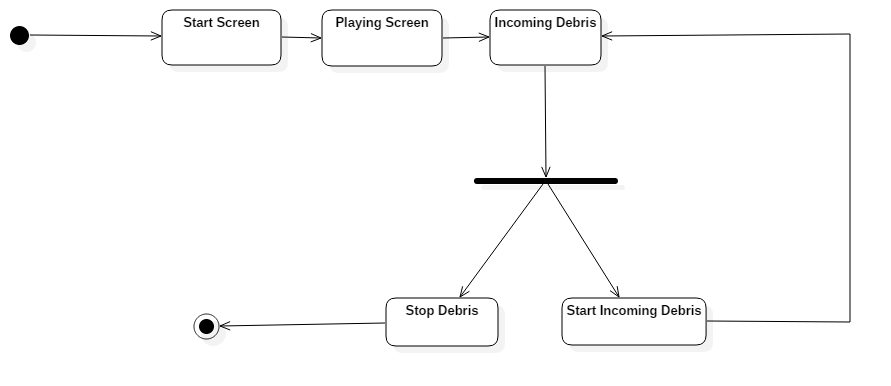 Start Screen
Playing Screen
Incoming Debris
Stop Debris
Start Incoming Debris